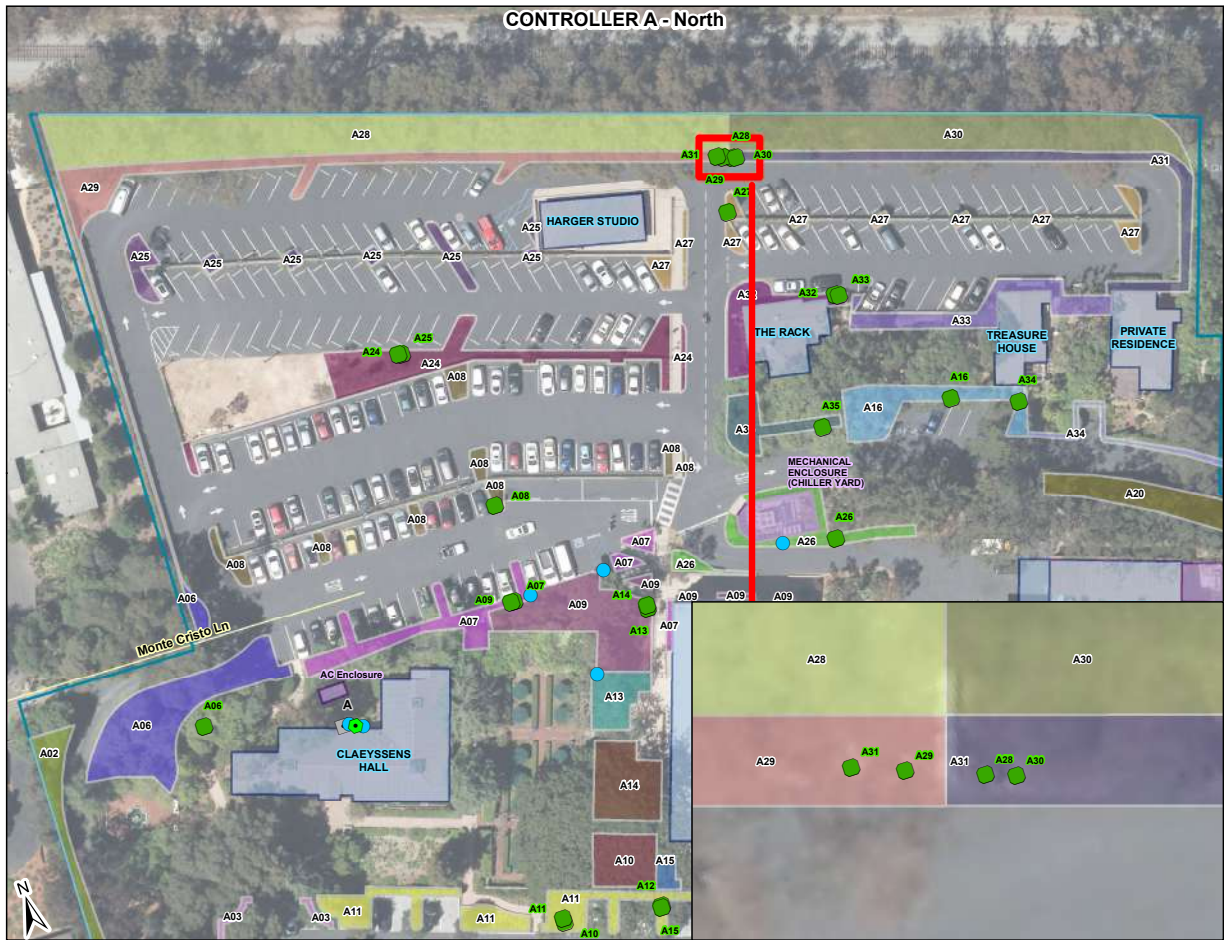 CONTROLLER A - North
A28
A30
A28
A31
A30
A31
A29
A29
A27
A25
A25
A25
A25
A25
A25
HARGER STUDIO
A27
A27
A27
A27
A27
A27
A27
A27
A32
A33
THE RACK
A33
TREASURE
HOUSE
PRIVATE
RESIDENCE
A25
A24
A24
A24
A08
A16
A34
A16
A35
A34
A08
A08
MECHANICAL
ENCLOSURE
(CHILLER YARD)
A20
A08
A08
A08
A08
A08
A26
A26
A07
A07
A26
A09
A07
A09
A09
A14
A13
A09
A09
A09
A06
A07
A07
Monte Cristo Ln
AC Enclosure
A
A06
A06
A13
A02
CLAEYSSENS
HALL
A14
A10
A15
A12
A11
A11
A11
A11
A10
A15
A03
A03
N
A28
A30
A29
A31
A29
A31
A28
A30